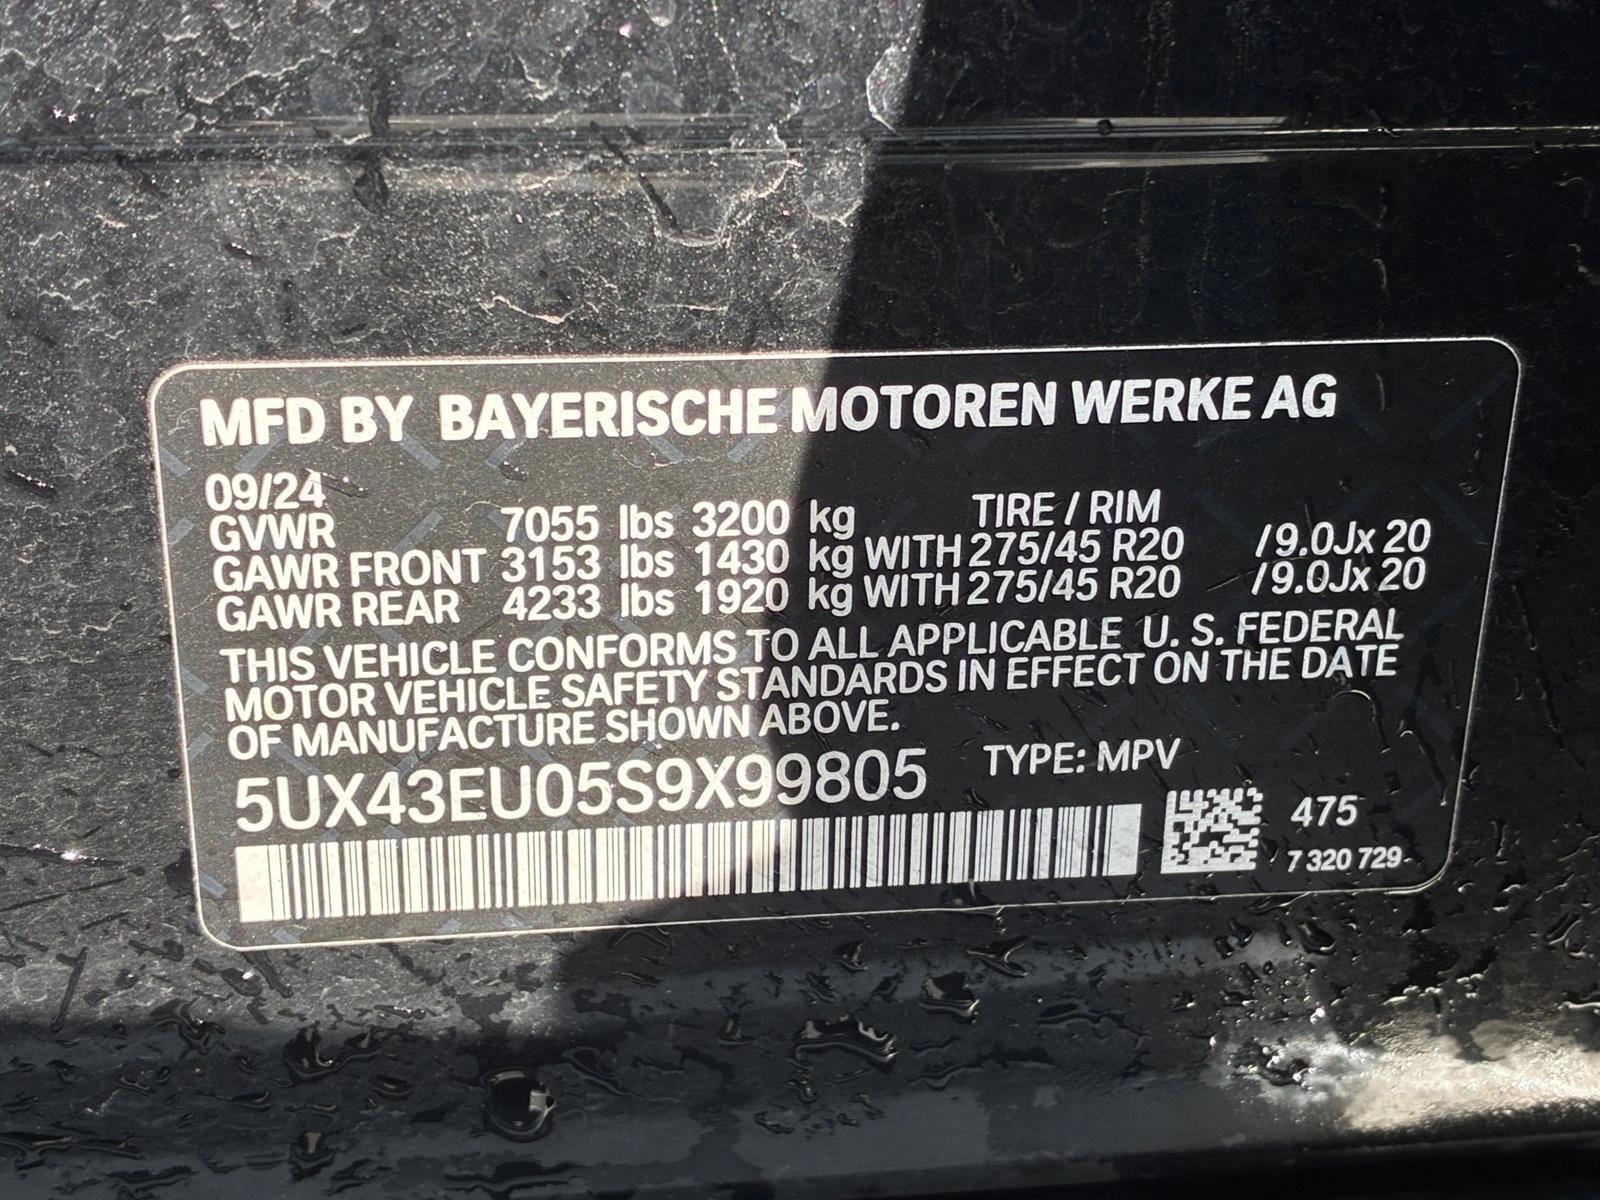 MFD BY BAYERISCHE MOTOREN WERKE AG
09/24 TIRE / RIM
GVWR 7055 lbs 3200 kg
GAWR FRONT 3153 lbs 1430 kg WITH 275/45 R20 /9.0Jx 20
GAWR REAR 4233 lbs 1920 kg WITH 275/45 R20 /9.0Jx 20
THIS VEHICLE CONFORMS TO ALL APPLICABLE U. S. FEDERAL
MOTOR VEHICLE SAFETY STANDARDS IN EFFECT ON THE DATE
OF MANUFACTURE SHOWN ABOVE.
5UX43EU05S9X99805 TYPE: MPV
475
7 320 729